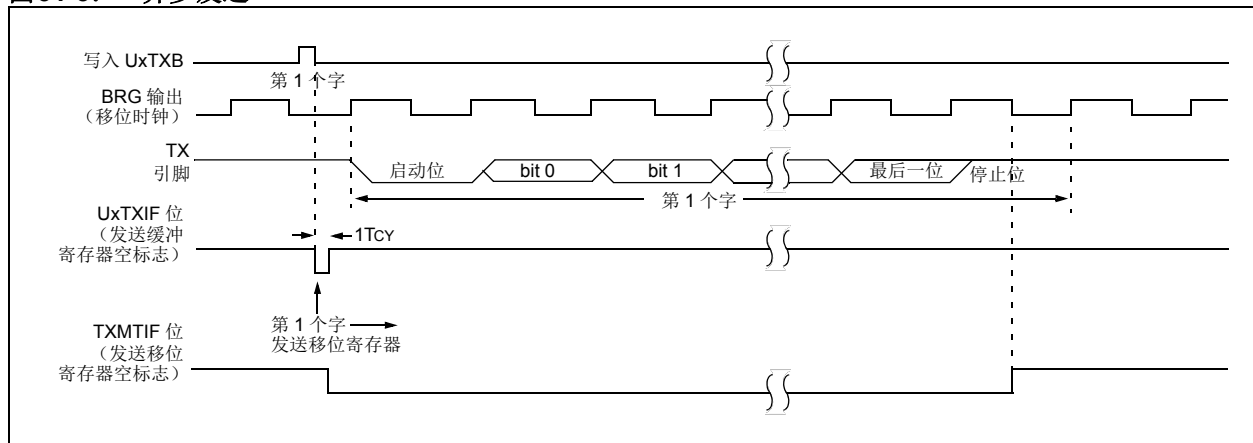 写入 UxTXB
第 1 个字
BRG 输出
（移位时钟）
TX
引脚
启动位
bit 0
bit 1
最后一位
停止位
第 1 个字
UxTXIF 位
（发送缓冲
寄存器空标志）
1TCY
第 1 个字
发送移位寄存器
TXMTIF 位
（发送移位
寄存器空标志）